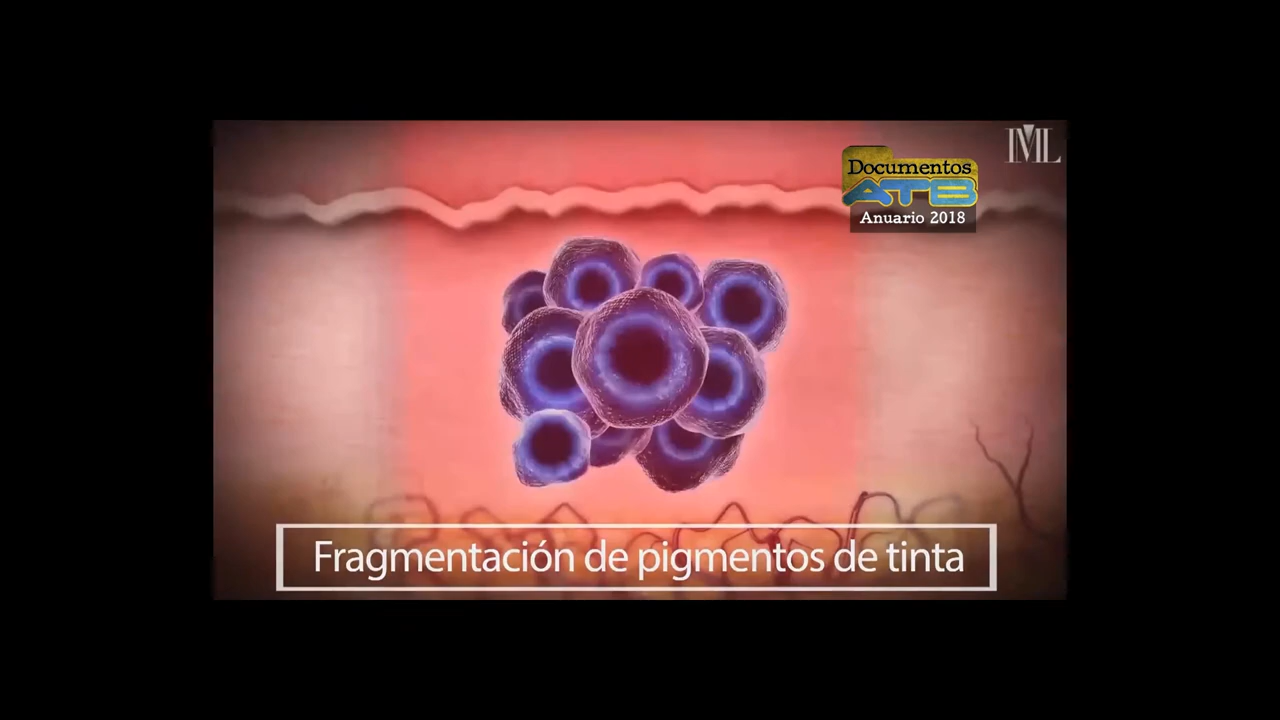 IML
Documentos
ATB
Anuario 2018
Fragmentación de pigmentos de tinta